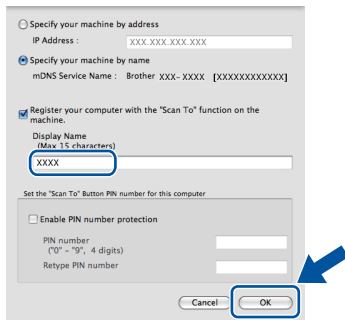 Specify your machine by address
IP Address : XXX.XXX.XXX.XXX
Specify your machine by name
mDNS Service Name : Brother XXX-XXXX [XXXXXXXXXXXX]
Register your computer with the "Scan To" function on the
machine.
Display Name
(Max 15 characters)
XXXX
Set the "Scan To" Button PIN number for this computer
Enable PIN number protection
PIN number
("0" - "9", 4 digits)
Retype PIN number
Cancel OK